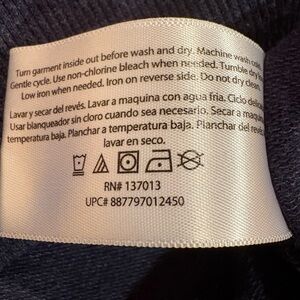 Turn garment inside out before wash and dry. Machine wash cold.
Gentle cycle. Use non-chlorine bleach when needed. Tumble dry
Low iron when needed. Iron on reverse side. Do not dry clean.
Lavar y secar del revés. Lavar a maquina con agua fria. Ciclo delicado.
Usar blanqueador sin cloro cuando sea necesario. Secar a maquina
temperatura baja. Planchar a temperatura baja. Planchar del revés.
lavar en seco.
RN# 137013
UPC# 887797012450